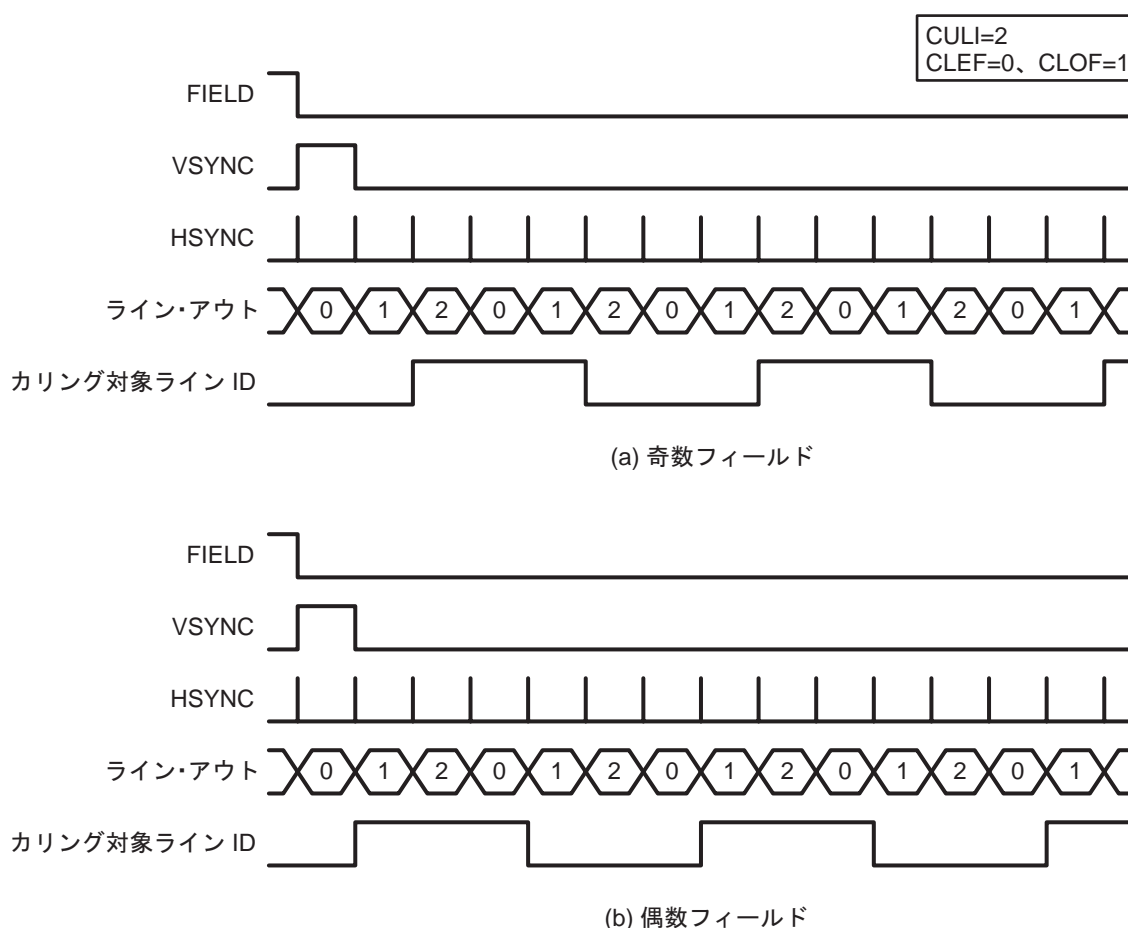 CULI=2
CLEF=0、CLOF=1
FIELD
VSYNC
HSYNC
ライン・アウト 0 1 2 0 1 2 0 1 2 0 1 2 0 1
カリング対象ライン ID
(a) 奇数フィールド
FIELD
VSYNC
HSYNC
ライン・アウト 0 1 2 0 1 2 0 1 2 0 1 2 0 1
カリング対象ライン ID
(b) 偶数フィールド